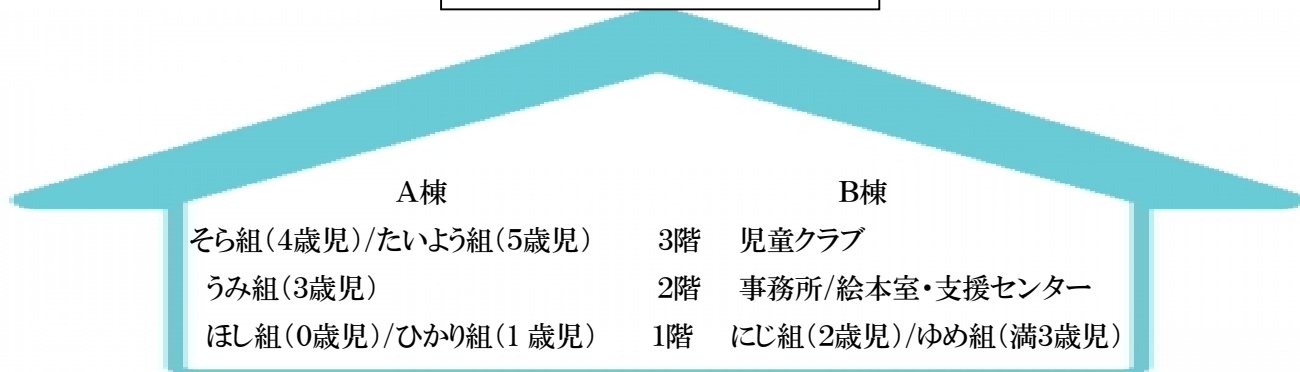 A棟 B棟
そら組(4歳児)/たいよう組(5歳児) 3階 児童クラブ
うみ組(3歳児) 2階 事務所/絵本室・支援センター
ほし組(0歳児)/ひかり組(1 歳児) 1階 にじ組(2歳児)/ゆめ組(満3歳児)